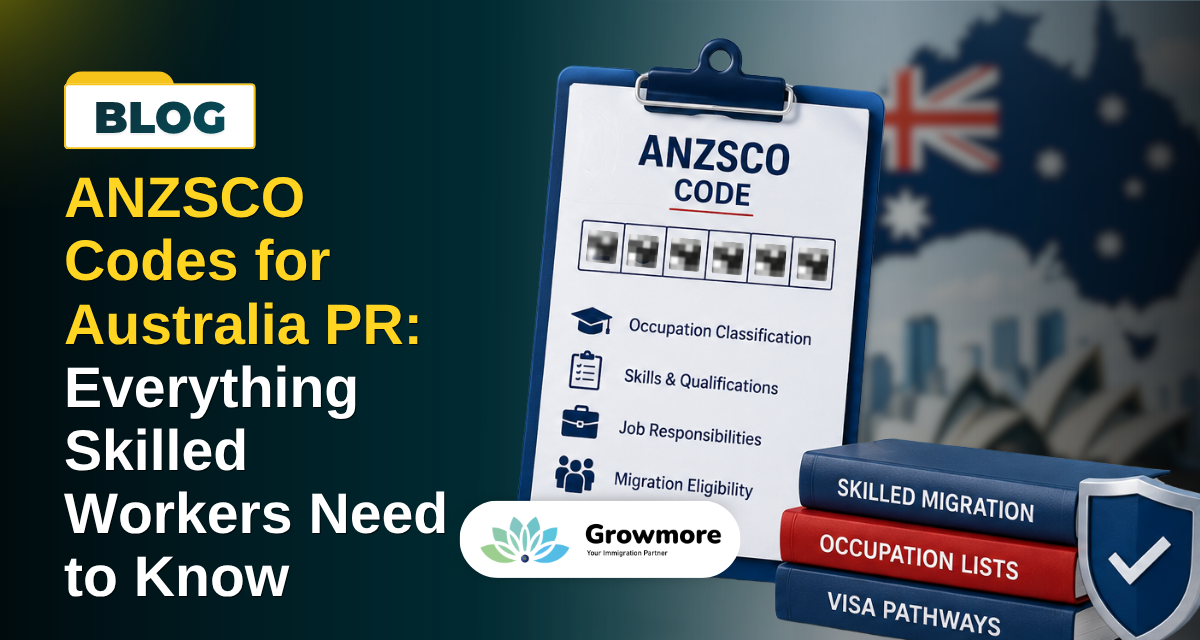 BLOG
ANZSCO
Codes for
Australia PR:
Everything
Skilled
Workers Need
to Know
ANZSCO
CODE
Occupation Classification
Skills & Qualifications
Job Responsibilities
Migration Eligibility
Growmore
Your Immigration Partner
SKILLED MIGRATION
OCCUPATION LISTS
VISA PATHWAYS